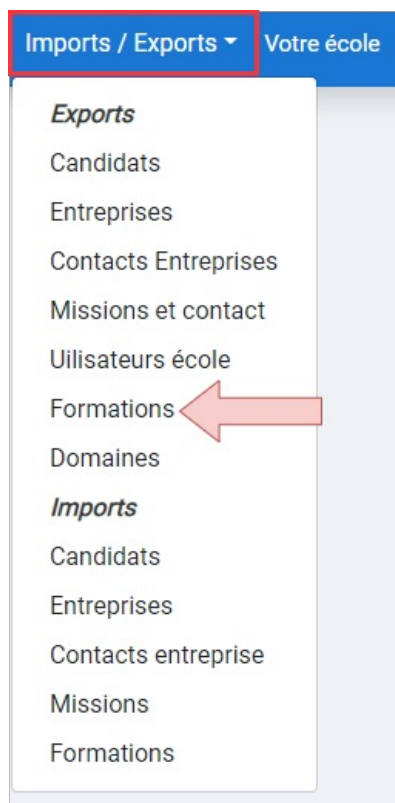 Imports / Exports Votre école
Exports
Candidats
Entreprises
Contacts Entreprises
Missions et contact
Uilisateurs école
Formations
Domaines
Imports
Candidats
Entreprises
Contacts entreprise
Missions
Formations